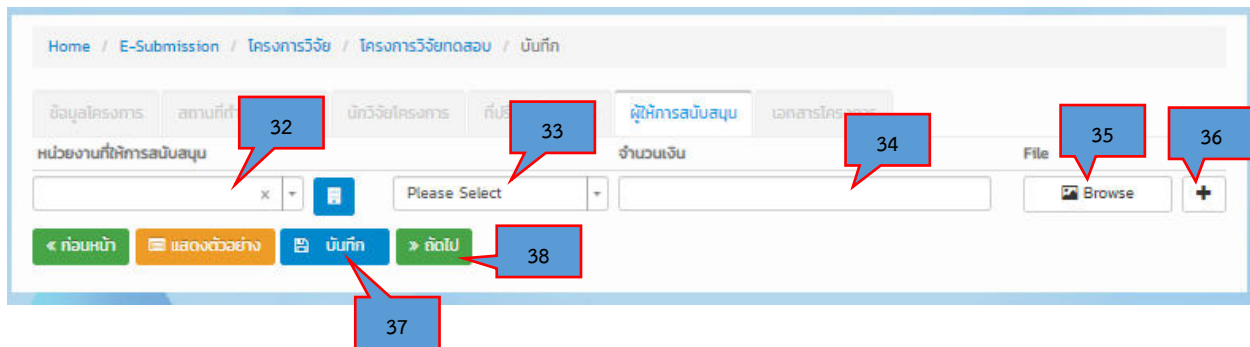 Home / E-Submission / โครงการวิจัย / โครงการวิจัยทดสอบ / บันทึก
ข้อมูลโครงการ นักวิจัยโครงการ ผู้ให้การสนับสนุน
32 33 34 35 36
หน่วยงานที่ให้การสนับสนุน จำนวนเงิน File
x Please Select Browse +
« ก่อนหน้า แสดงตัวอย่าง บันทึก » ถัดไป
38
37